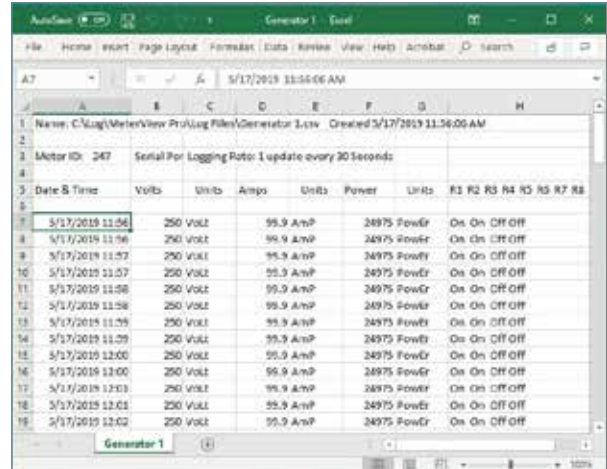 AutoSave Off Generator 1 - Excel
File Home Insert Page Layout Formulas Data Review View Help Acrobat Search
A7 fx 5/17/2019 11:56:06 AM
A B C D E F G H
1 Name: C:\Log\MeterView Pro\Log Files\Generator 1.csv Created 5/17/2019 11:56:06 AM
2
3 Meter ID: 247 Serial Por Logging Rate: 1 update every 30 Seconds
4
5 Date & Time Volts Units Amps Units Power Units R1 R2 R3 R4 R5 R6 R7 R8
6
7 5/17/2019 11:56 250 VoLt 99.9 AmP 24975 PowEr On On Off Off
8 5/17/2019 11:56 250 VoLt 99.9 AmP 24975 PowEr On On Off Off
9 5/17/2019 11:57 250 VoLt 99.9 AmP 24975 PowEr On On Off Off
10 5/17/2019 11:57 250 VoLt 99.9 AmP 24975 PowEr On On Off Off
11 5/17/2019 11:58 250 VoLt 99.9 AmP 24975 PowEr On On Off Off
12 5/17/2019 11:58 250 VoLt 99.9 AmP 24975 PowEr On On Off Off
13 5/17/2019 11:59 250 VoLt 99.9 AmP 24975 PowEr On On Off Off
14 5/17/2019 11:59 250 VoLt 99.9 AmP 24975 PowEr On On Off Off
15 5/17/2019 12:00 250 VoLt 99.9 AmP 24975 PowEr On On Off Off
16 5/17/2019 12:00 250 VoLt 99.9 AmP 24975 PowEr On On Off Off
17 5/17/2019 12:01 250 VoLt 99.9 AmP 24975 PowEr On On Off Off
18 5/17/2019 12:01 250 VoLt 99.9 AmP 24975 PowEr On On Off Off
19 5/17/2019 12:02 250 VoLt 99.9 AmP 24975 PowEr On On Off Off
Generator 1
100%